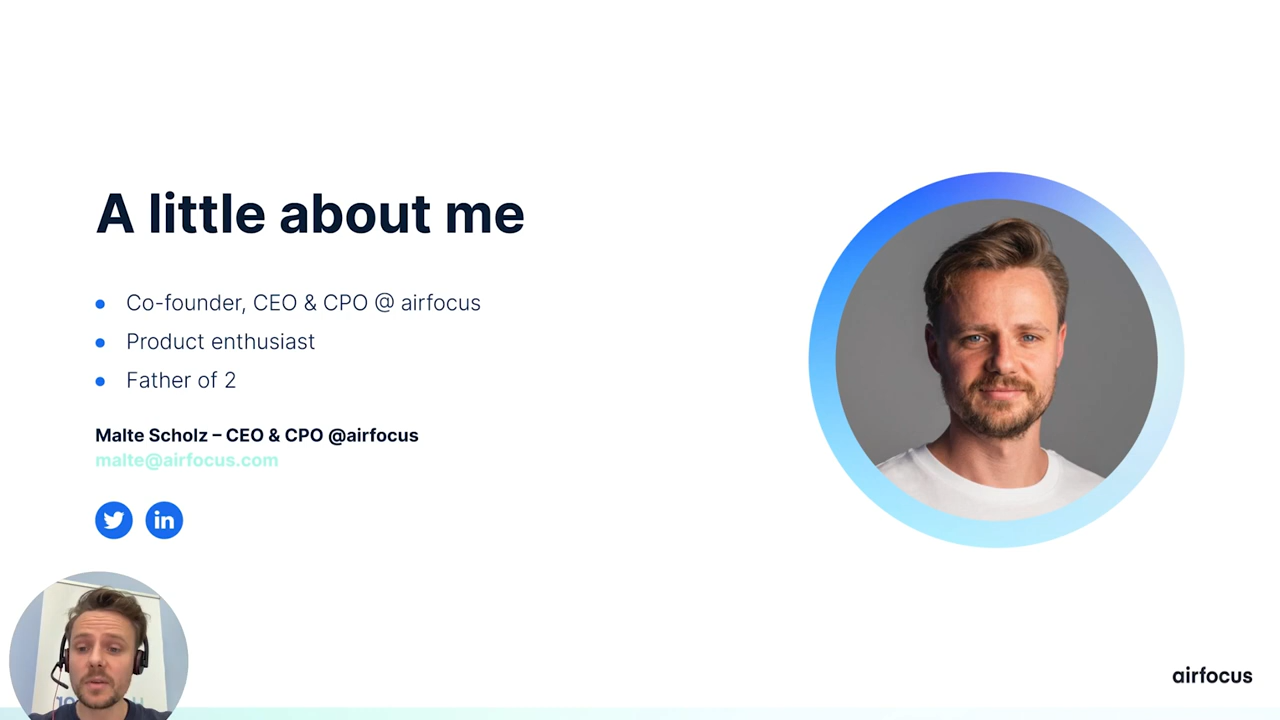 A little about me
Co-founder, CEO & CPO @ airfocus
Product enthusiast
Father of 2
Malte Scholz – CEO & CPO @airfocus
malte@airfocus.com
in
airfocus